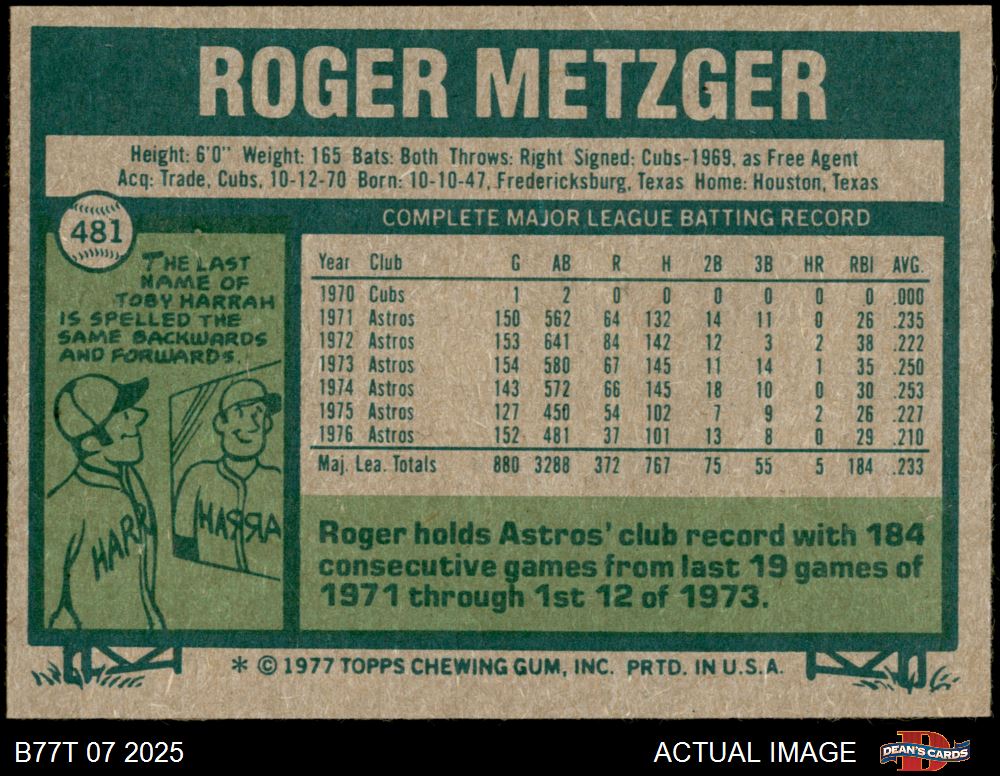 ROGER METZGER
Height: 6'0" Weight: 165 Bats: Both Throws: Right Signed: Cubs-1969, as Free Agent
Acq: Trade, Cubs, 10-12-70 Born: 10-10-47, Fredericksburg, Texas Home: Houston, Texas
481
THE LAST
NAME OF
TOBY HARRAH
IS SPELLED THE
SAME BACKWARDS
AND FORWARDS.
HARR
HARRA
COMPLETE MAJOR LEAGUE BATTING RECORD
Year Club G AB R H 2B 3B HR RBI AVG.
1970 Cubs 1 2 0 0 0 0 0 0 .000
1971 Astros 150 562 64 132 14 11 0 26 .235
1972 Astros 153 641 84 142 12 3 2 38 .222
1973 Astros 154 580 67 145 11 14 1 35 .250
1974 Astros 143 572 66 145 18 10 0 30 .253
1975 Astros 127 450 54 102 7 9 2 26 .227
1976 Astros 152 481 37 101 13 8 0 29 .210
Maj. Lea. Totals 880 3288 372 767 75 55 5 184 .233
Roger holds Astros' club record with 184
consecutive games from last 19 games of
1971 through 1st 12 of 1973.
* © 1977 TOPPS CHEWING GUM, INC. PRTD. IN U.S.A.
B77T 07 2025
ACTUAL IMAGE
DEAN'S CARDS